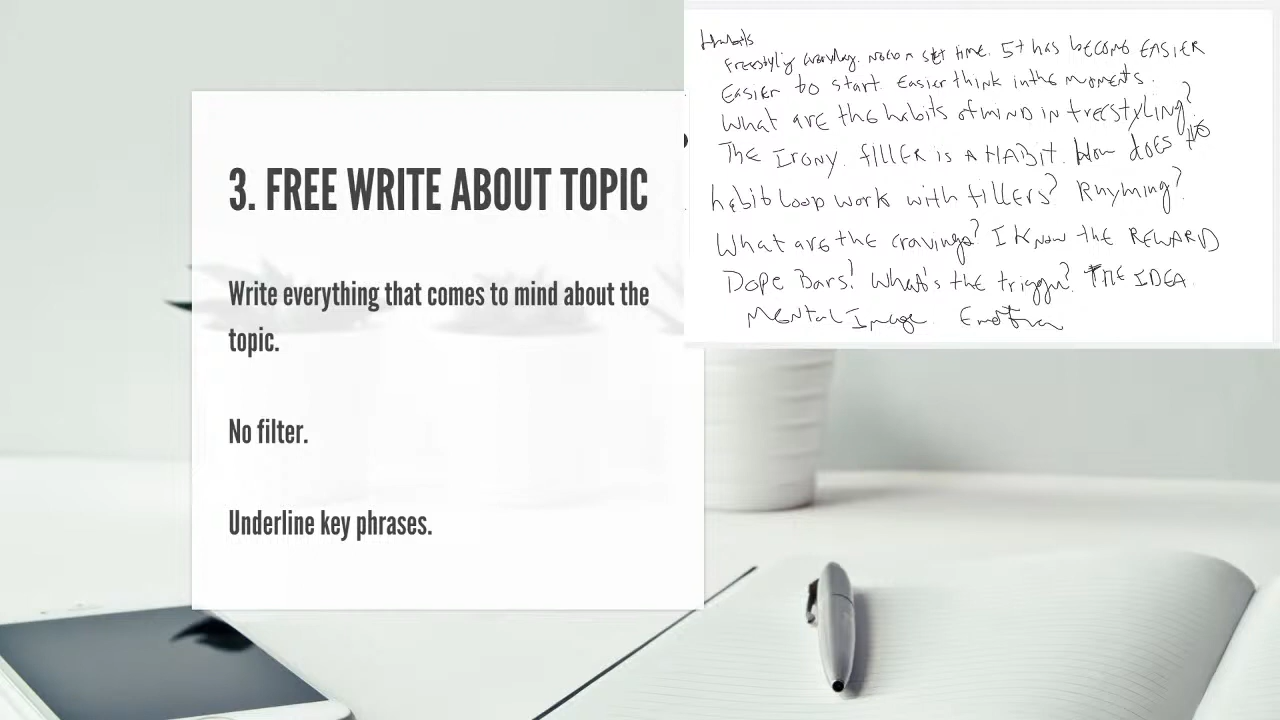 3. FREE WRITE ABOUT TOPIC
Write everything that comes to mind about the
topic.
No filter.
Underline key phrases.
Habits
Freestyling everyday. No on a set time. It has become EASIER
EASIER to start. Easier think in the moments.
What are the habits of mIND IN freestyling?
The IRONY. fILLER is A HABIT. How does the
habit loop work with fillers? Rhyming?
What are the cravings? I know the REWARD
Dope Bars! What's the trigger? THE IDEA.
MENtal Image. Emotion